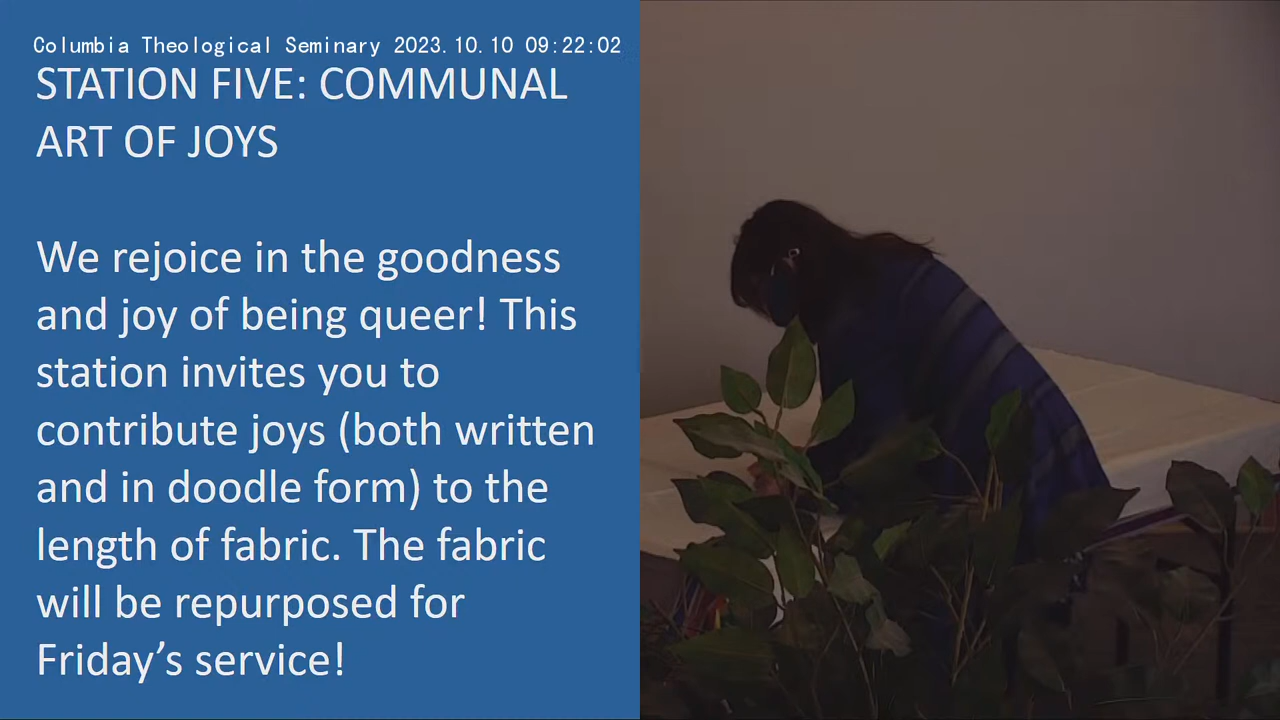 Columbia Theological Seminary 2023.10.10 09:22:02
STATION FIVE: COMMUNAL
ART OF JOYS
We rejoice in the goodness
and joy of being queer! This
station invites you to
contribute joys (both written
and in doodle form) to the
length of fabric. The fabric
will be repurposed for
Friday’s service!